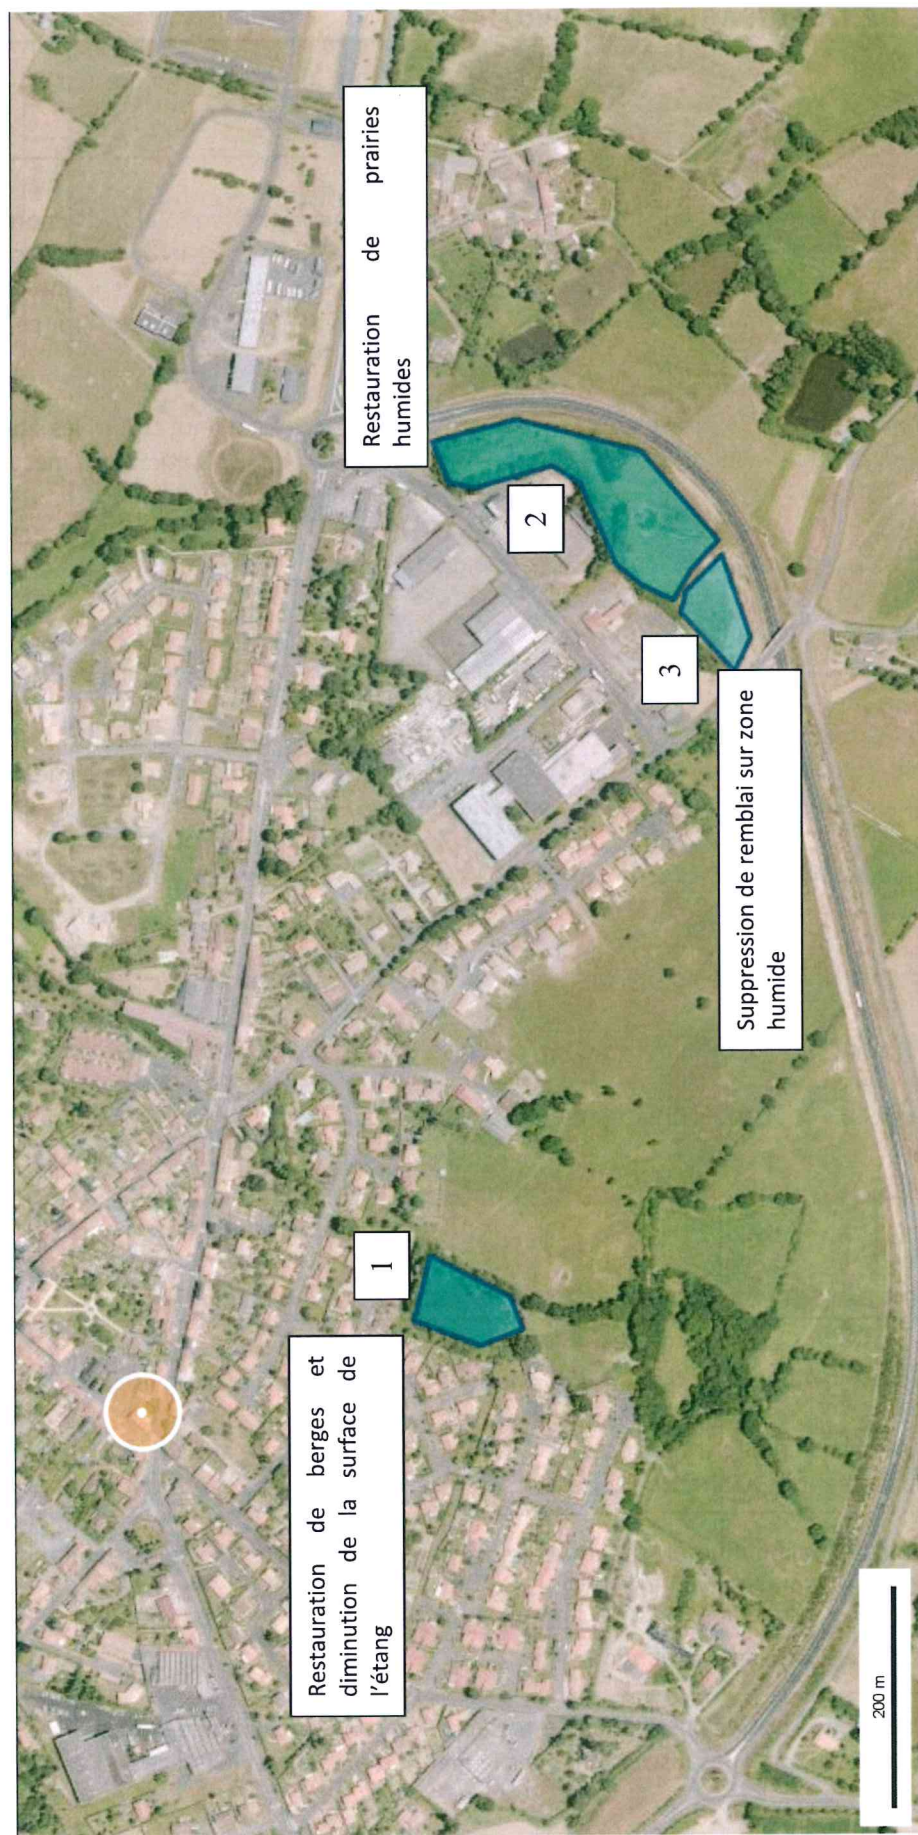 Restauration de berges et
diminution de la surface de
l'étang
1
Restauration de prairies
humides
2
3
Suppression de remblai sur zone
humide
200 m